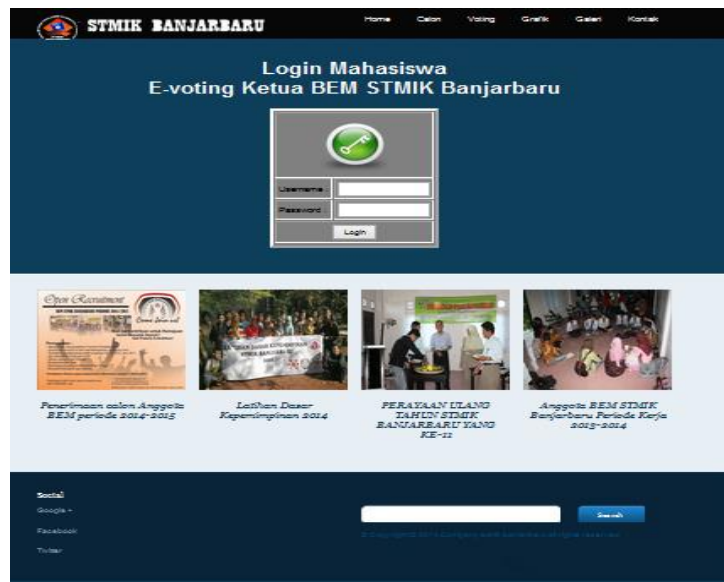 STMIK BANJARBARU
Home Calon Voting Grafik Galeri Kontak
Login Mahasiswa
E-voting Ketua BEM STMIK Banjarbaru
Username :
Password :
Login
Open Recruitment
Penerimaan calon Anggota
BEM periode 2014-2015
Latihan Dasar
Kepemimpinan 2014
PERAYAAN ULANG
TAHUN STMIK
BANJARBARU YANG
KE-11
Anggota BEM STMIK
Banjarbaru Periode Kerja
2013-2014
Social
Google +
Facebook
Twitter
Search